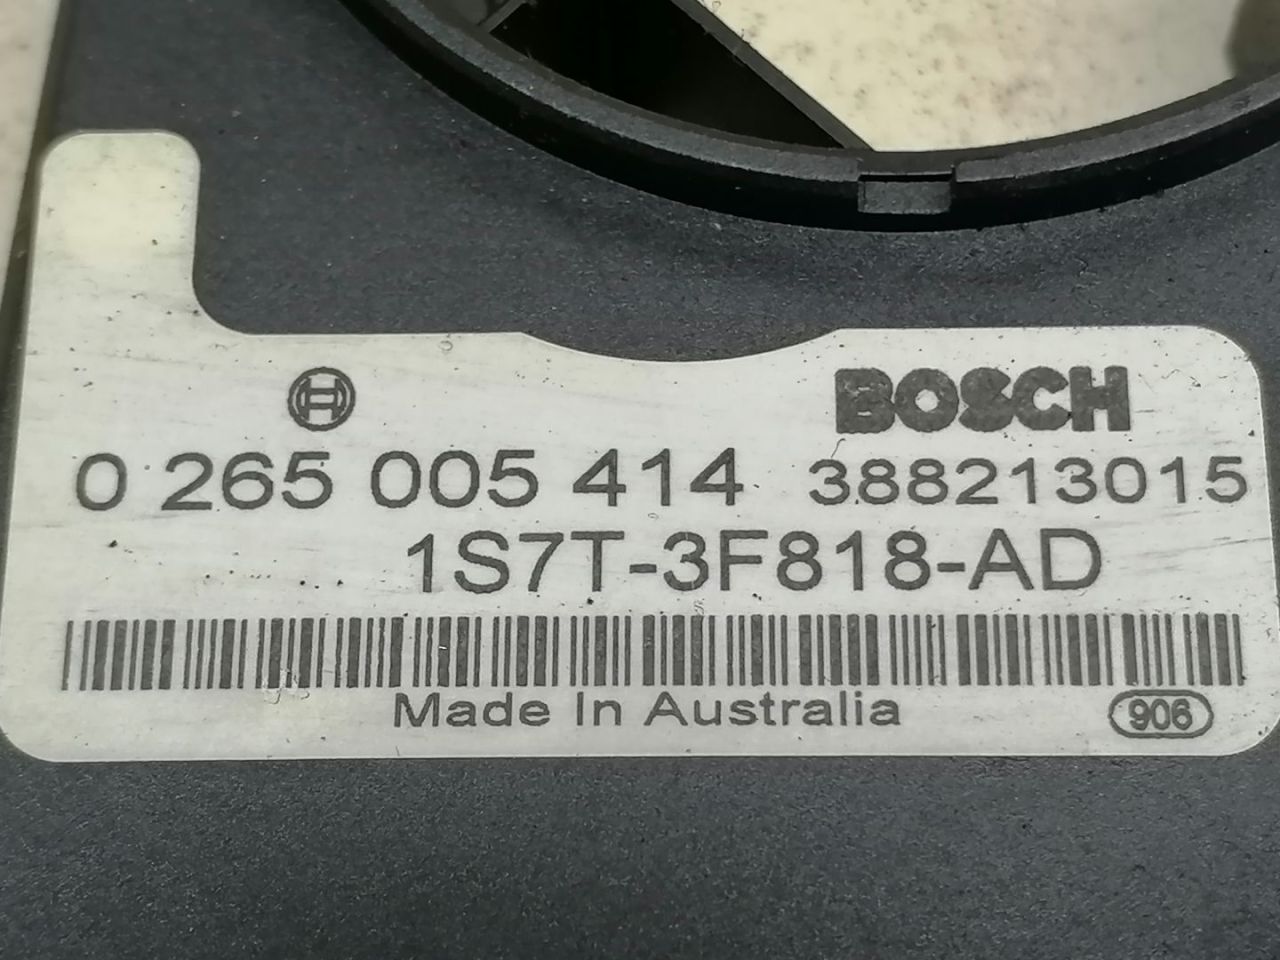 BOSCH
0 265 005 414 388213015
1S7T-3F818-AD
Made In Australia
906